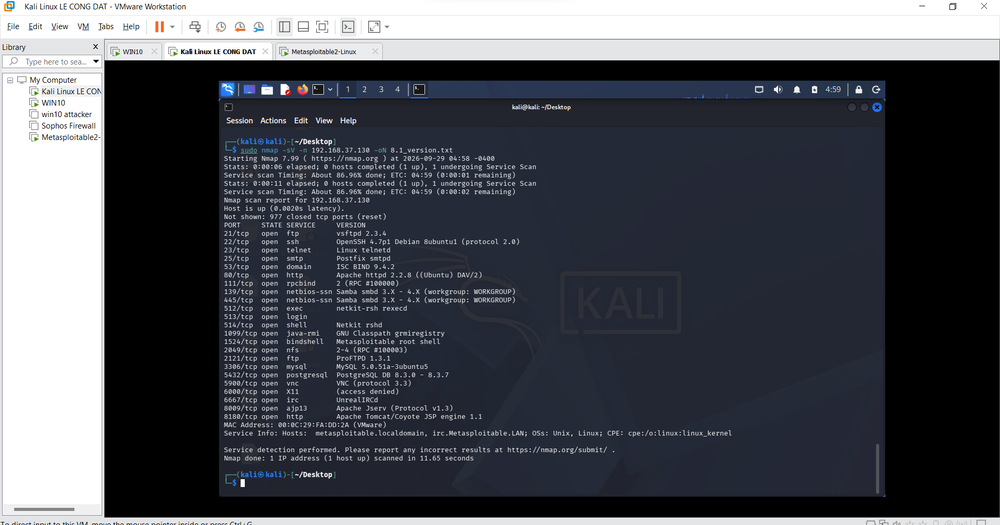 Kali Linux LE CONG DAT - VMware Workstation
File Edit View VM Tabs Help
Library
Type here to sea...
My Computer
Kali Linux LE CON
WIN10
win10 attacker
Sophos Firewall
Metasploitable2-
WIN10
Kali Linux LE CONG DAT
Metasploitable2-Linux
1 2 3 4
4:59
kali@kali: ~/Desktop
Session Actions Edit View Help
┌──(kali㉿kali)-[~/Desktop]
└─$ sudo nmap -sV -n 192.168.37.130 -oN 8.1_version.txt
Starting Nmap 7.99 ( https://nmap.org ) at 2026-09-29 04:58 -0400
Stats: 0:00:06 elapsed; 0 hosts completed (1 up), 1 undergoing Service Scan
Service scan Timing: About 86.96% done; ETC: 04:59 (0:00:01 remaining)
Stats: 0:00:11 elapsed; 0 hosts completed (1 up), 1 undergoing Service Scan
Service scan Timing: About 86.96% done; ETC: 04:59 (0:00:02 remaining)
Nmap scan report for 192.168.37.130
Host is up (0.0020s latency).
Not shown: 977 closed tcp ports (reset)
PORT STATE SERVICE VERSION
21/tcp open ftp vsftpd 2.3.4
22/tcp open ssh OpenSSH 4.7p1 Debian 8ubuntu1 (protocol 2.0)
23/tcp open telnet Linux telnetd
25/tcp open smtp Postfix smtpd
53/tcp open domain ISC BIND 9.4.2
80/tcp open http Apache httpd 2.2.8 ((Ubuntu) DAV/2)
111/tcp open rpcbind 2 (RPC #100000)
139/tcp open netbios-ssn Samba smbd 3.X - 4.X (workgroup: WORKGROUP)
445/tcp open netbios-ssn Samba smbd 3.X - 4.X (workgroup: WORKGROUP)
512/tcp open exec netkit-rsh rexecd
513/tcp open login
514/tcp open shell Netkit rshd
1099/tcp open java-rmi GNU Classpath grmiregistry
1524/tcp open bindshell Metasploitable root shell
2049/tcp open nfs 2-4 (RPC #100003)
2121/tcp open ftp ProFTPD 1.3.1
3306/tcp open mysql MySQL 5.0.51a-3ubuntu5
5432/tcp open postgresql PostgreSQL DB 8.3.0 - 8.3.7
5900/tcp open vnc VNC (protocol 3.3)
6000/tcp open X11 (access denied)
6667/tcp open irc UnrealIRCd
8009/tcp open ajp13 Apache Jserv (Protocol v1.3)
8180/tcp open http Apache Tomcat/Coyote JSP engine 1.1
MAC Address: 00:0C:29:FA:DD:2A (VMware)
Service Info: Hosts: metasploitable.localdomain, irc.Metasploitable.LAN; OSs: Unix, Linux; CPE: cpe:/o:linux:linux_kernel
Service detection performed. Please report any incorrect results at https://nmap.org/submit/ .
Nmap done: 1 IP address (1 host up) scanned in 11.65 seconds
┌──(kali㉿kali)-[~/Desktop]
└─$
KALI
To direct input to this VM, move the mouse pointer inside or press Ctrl+G.